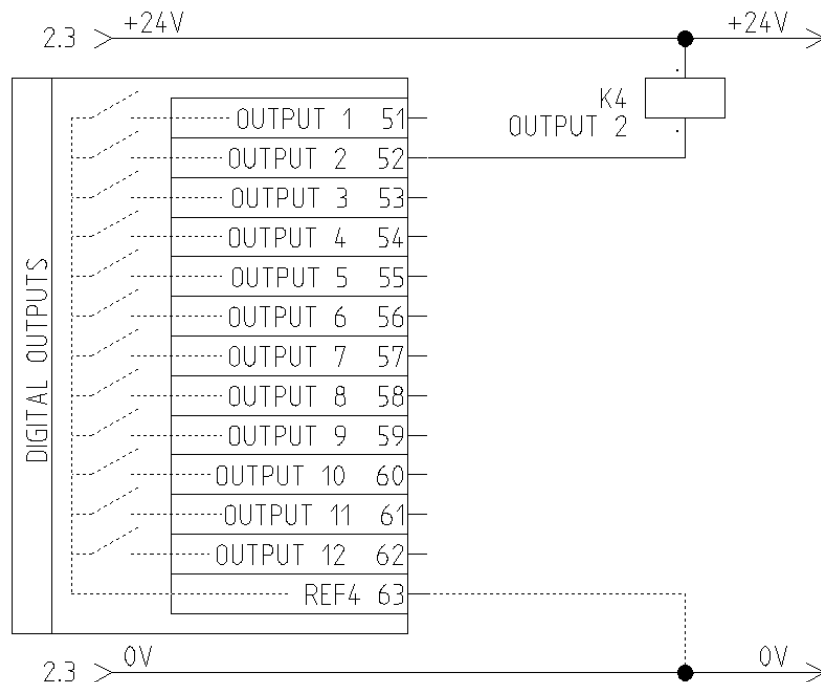 +24V
+24V
2.3
K4
OUTPUT 2
OUTPUT 1 51
OUTPUT 2 52
OUTPUT 3 53
OUTPUT 4 54
OUTPUT 5 55
OUTPUT 6 56
OUTPUT 7 57
OUTPUT 8 58
OUTPUT 9 59
OUTPUT 10 60
OUTPUT 11 61
OUTPUT 12 62
REF4 63
DIGITAL OUTPUTS
0V
0V
2.3